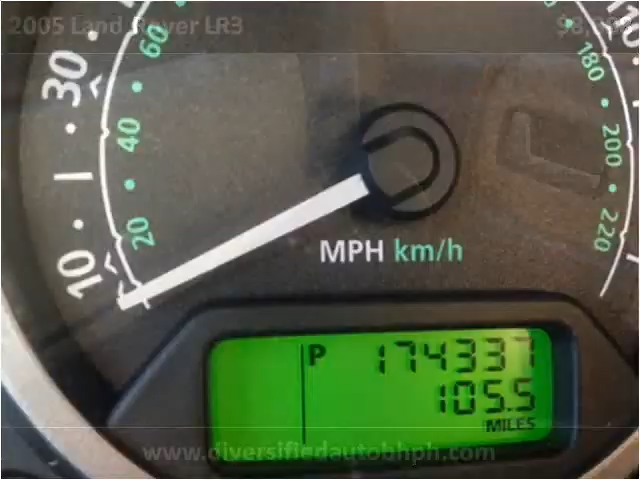 2005 Land Rover LR3
60
30
40
20
10
180
200
220
MPH km/h
P 174337
105.5
MILES
www.diversifiedautobhph.com